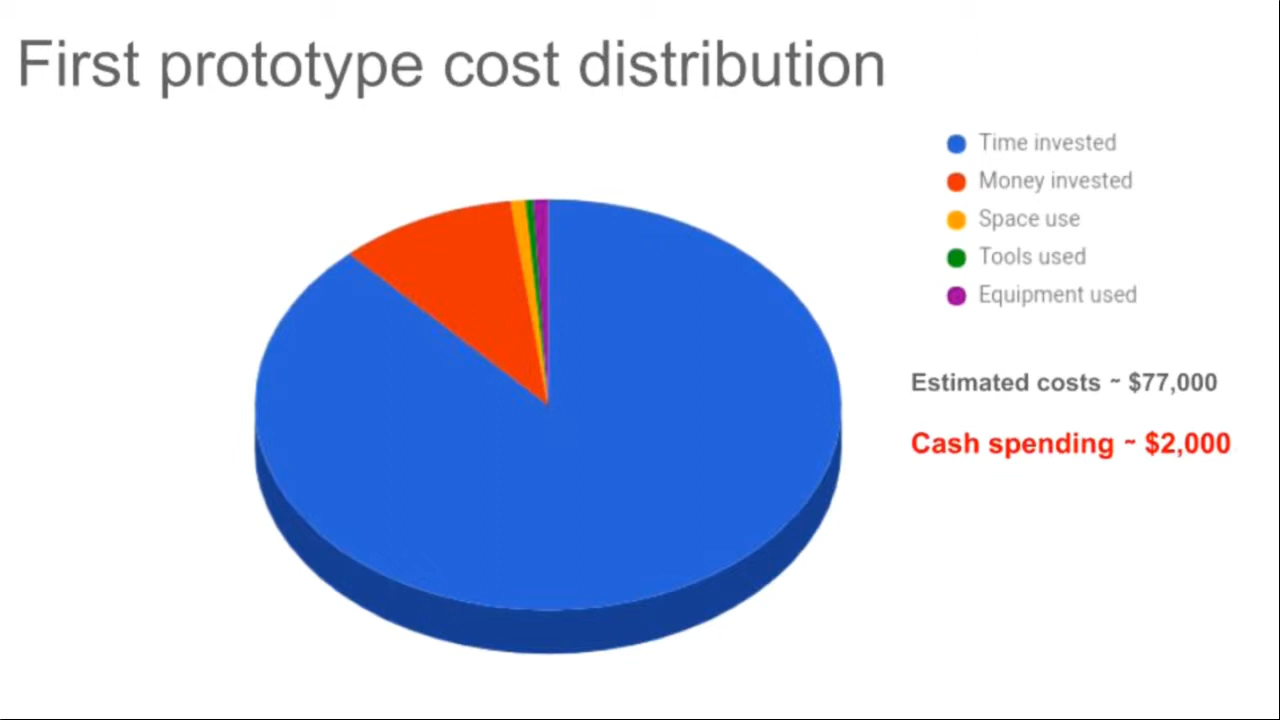 First prototype cost distribution
Time invested
Money invested
Space use
Tools used
Equipment used
Estimated costs ~ $77,000
Cash spending ~ $2,000